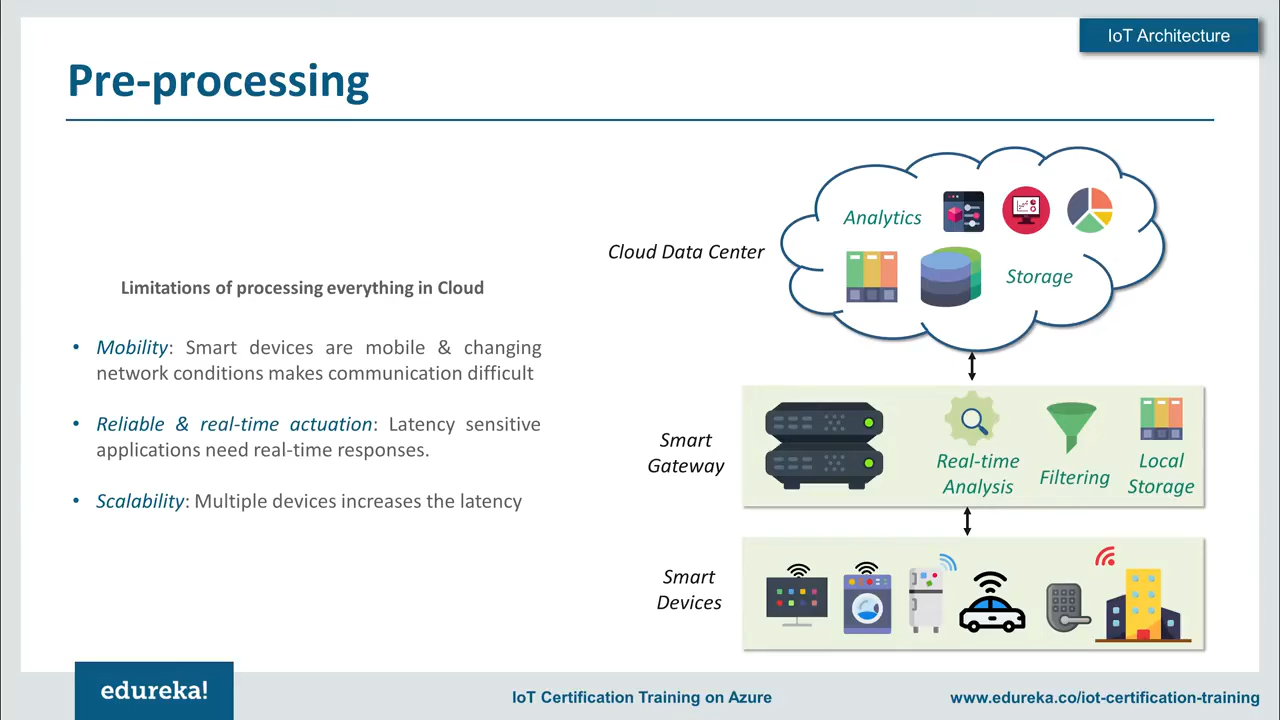 IoT Architecture
Pre-processing
Limitations of processing everything in Cloud
• Mobility: Smart devices are mobile & changing
network conditions makes communication difficult
• Reliable & real-time actuation: Latency sensitive
applications need real-time responses.
• Scalability: Multiple devices increases the latency
Cloud Data Center
Analytics
Storage
Smart
Gateway
Real-time
Analysis
Filtering
Local
Storage
Smart
Devices
edureka!
IoT Certification Training on Azure
www.edureka.co/iot-certification-training